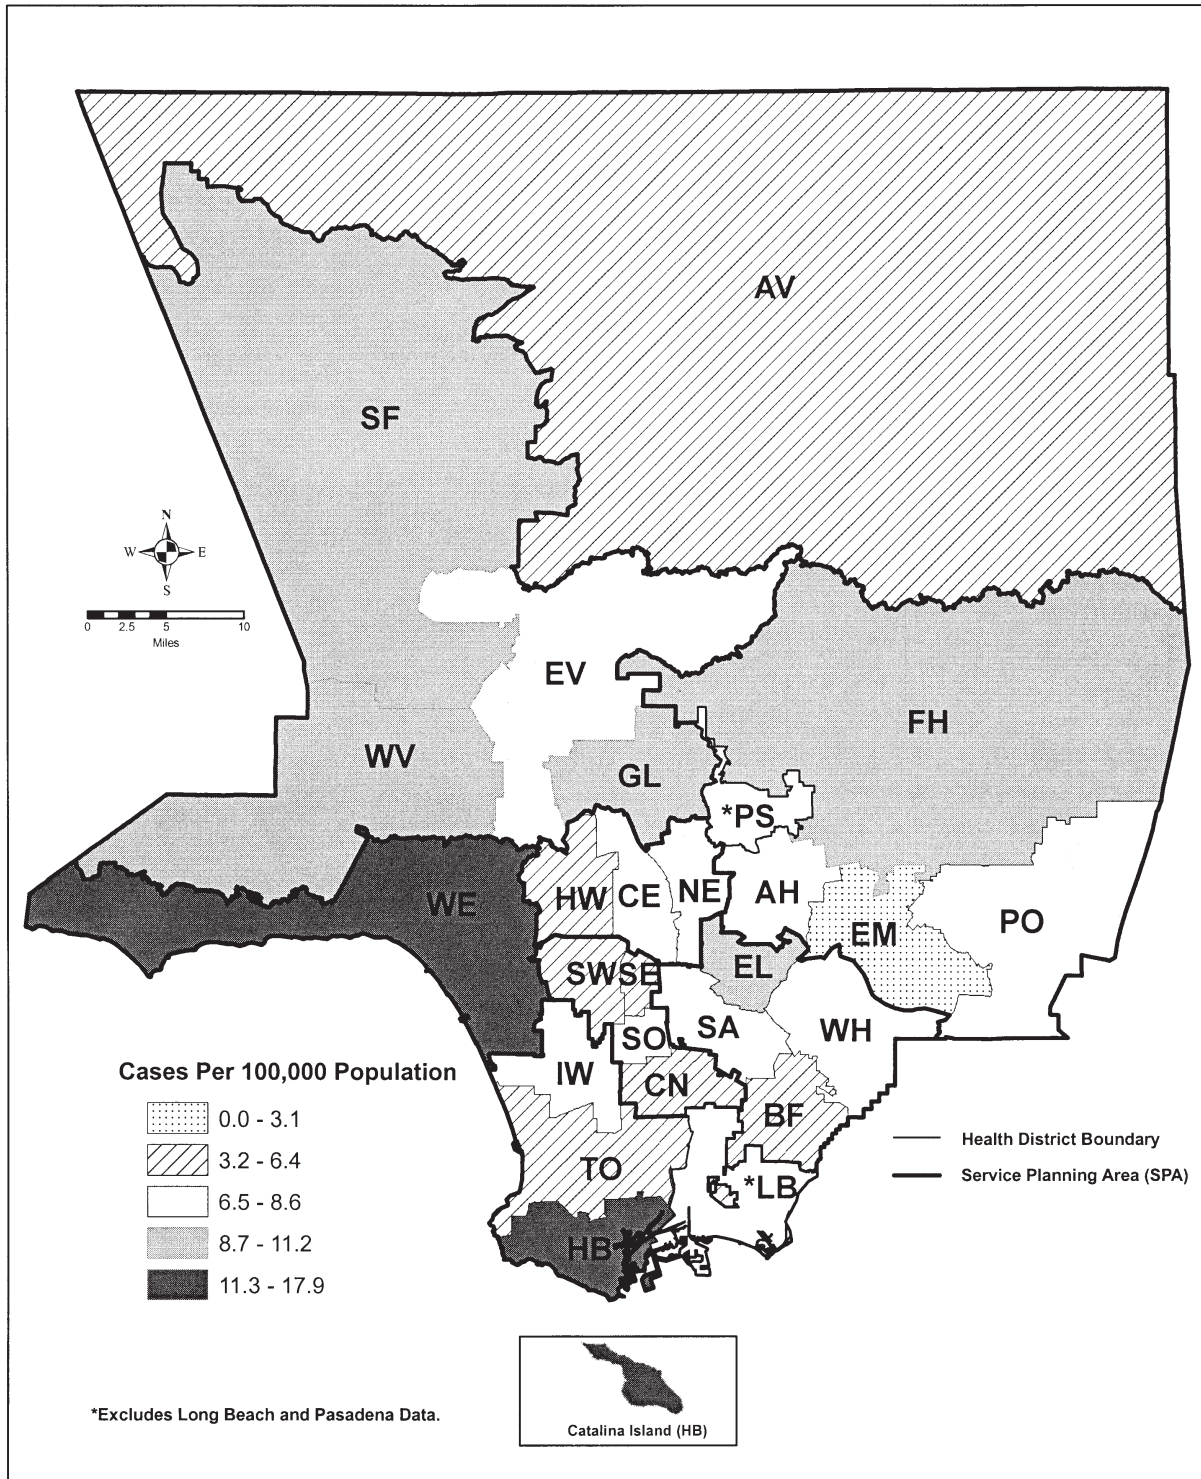 AV
SF
N
W E
S
0 2.5 5 10
Miles
EV
FH
WV
GL
*PS
WE
HW
CE
NE
AH
PO
EM
SW
SE
EL
SO
SA
WH
IW
CN
BF
TO
*LB
HB
Cases Per 100,000 Population
0.0 - 3.1
3.2 - 6.4
6.5 - 8.6
8.7 - 11.2
11.3 - 17.9
Health District Boundary
Service Planning Area (SPA)
*Excludes Long Beach and Pasadena Data.
Catalina Island (HB)